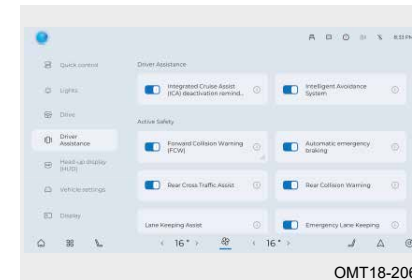 8:33 PM
Quick control
Driver Assistance
Integrated Cruise Assist
(ICA) deactivation remind..
Intelligent Avoidance
System
Lights
Drive
Active Safety
Driver
Assistance
Forward Collision Warning
(FCW)
Automatic emergency
braking
Head-up display
(HUD)
Rear Cross Traffic Assist
Rear Collision Warning
Vehicle settings
Display
Lane Keeping Assist
Emergency Lane Keeping
16°
16°
OMT18-206